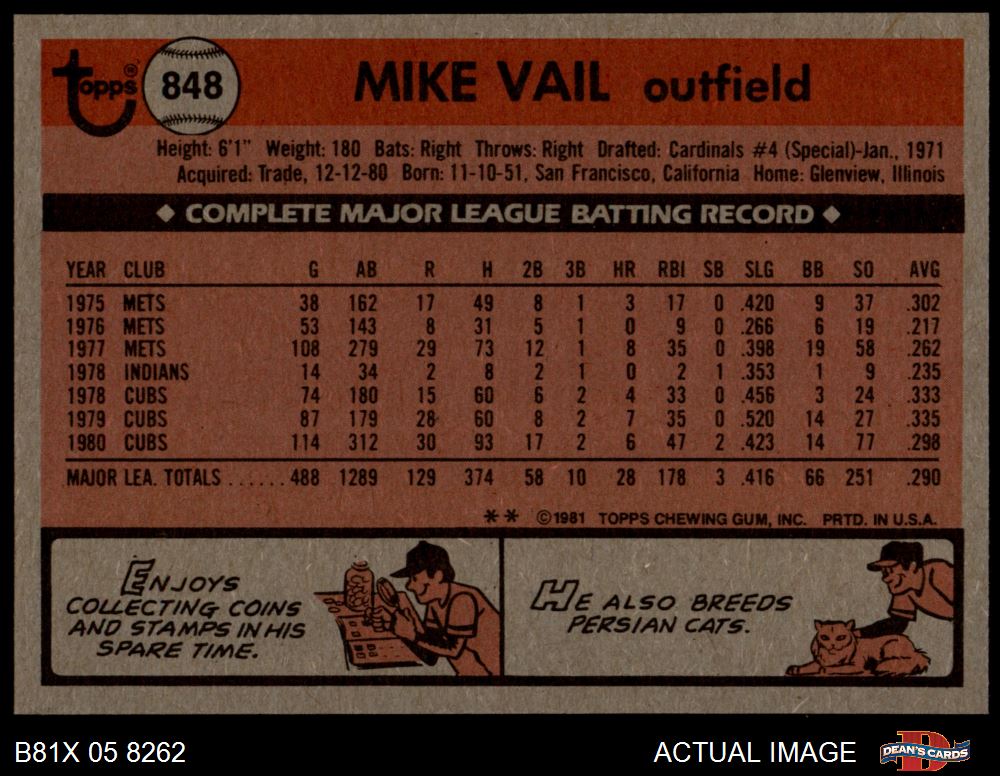 topps® 848 MIKE VAIL outfield
Height: 6'1" Weight: 180 Bats: Right Throws: Right Drafted: Cardinals #4 (Special)-Jan., 1971
Acquired: Trade, 12-12-80 Born: 11-10-51, San Francisco, California Home: Glenview, Illinois
◆ COMPLETE MAJOR LEAGUE BATTING RECORD ◆
YEAR CLUB G AB R H 2B 3B HR RBI SB SLG BB SO AVG
1975 METS 38 162 17 49 8 1 3 17 0 .420 9 37 .302
1976 METS 53 143 8 31 5 1 0 9 0 .266 6 19 .217
1977 METS 108 279 29 73 12 1 8 35 0 .398 19 58 .262
1978 INDIANS 14 34 2 8 2 1 0 2 1 .353 1 9 .235
1978 CUBS 74 180 15 60 6 2 4 33 0 .456 3 24 .333
1979 CUBS 87 179 28 60 8 2 7 35 0 .520 14 27 .335
1980 CUBS 114 312 30 93 17 2 6 47 2 .423 14 77 .298
MAJOR LEA. TOTALS ...... 488 1289 129 374 58 10 28 178 3 .416 66 251 .290
** ©1981 TOPPS CHEWING GUM, INC. PRTD. IN U.S.A.
ENJOYS
COLLECTING COINS
AND STAMPS IN HIS
SPARE TIME.
HE ALSO BREEDS
PERSIAN CATS.
B81X 05 8262 ACTUAL IMAGE D DEAN'S CARDS